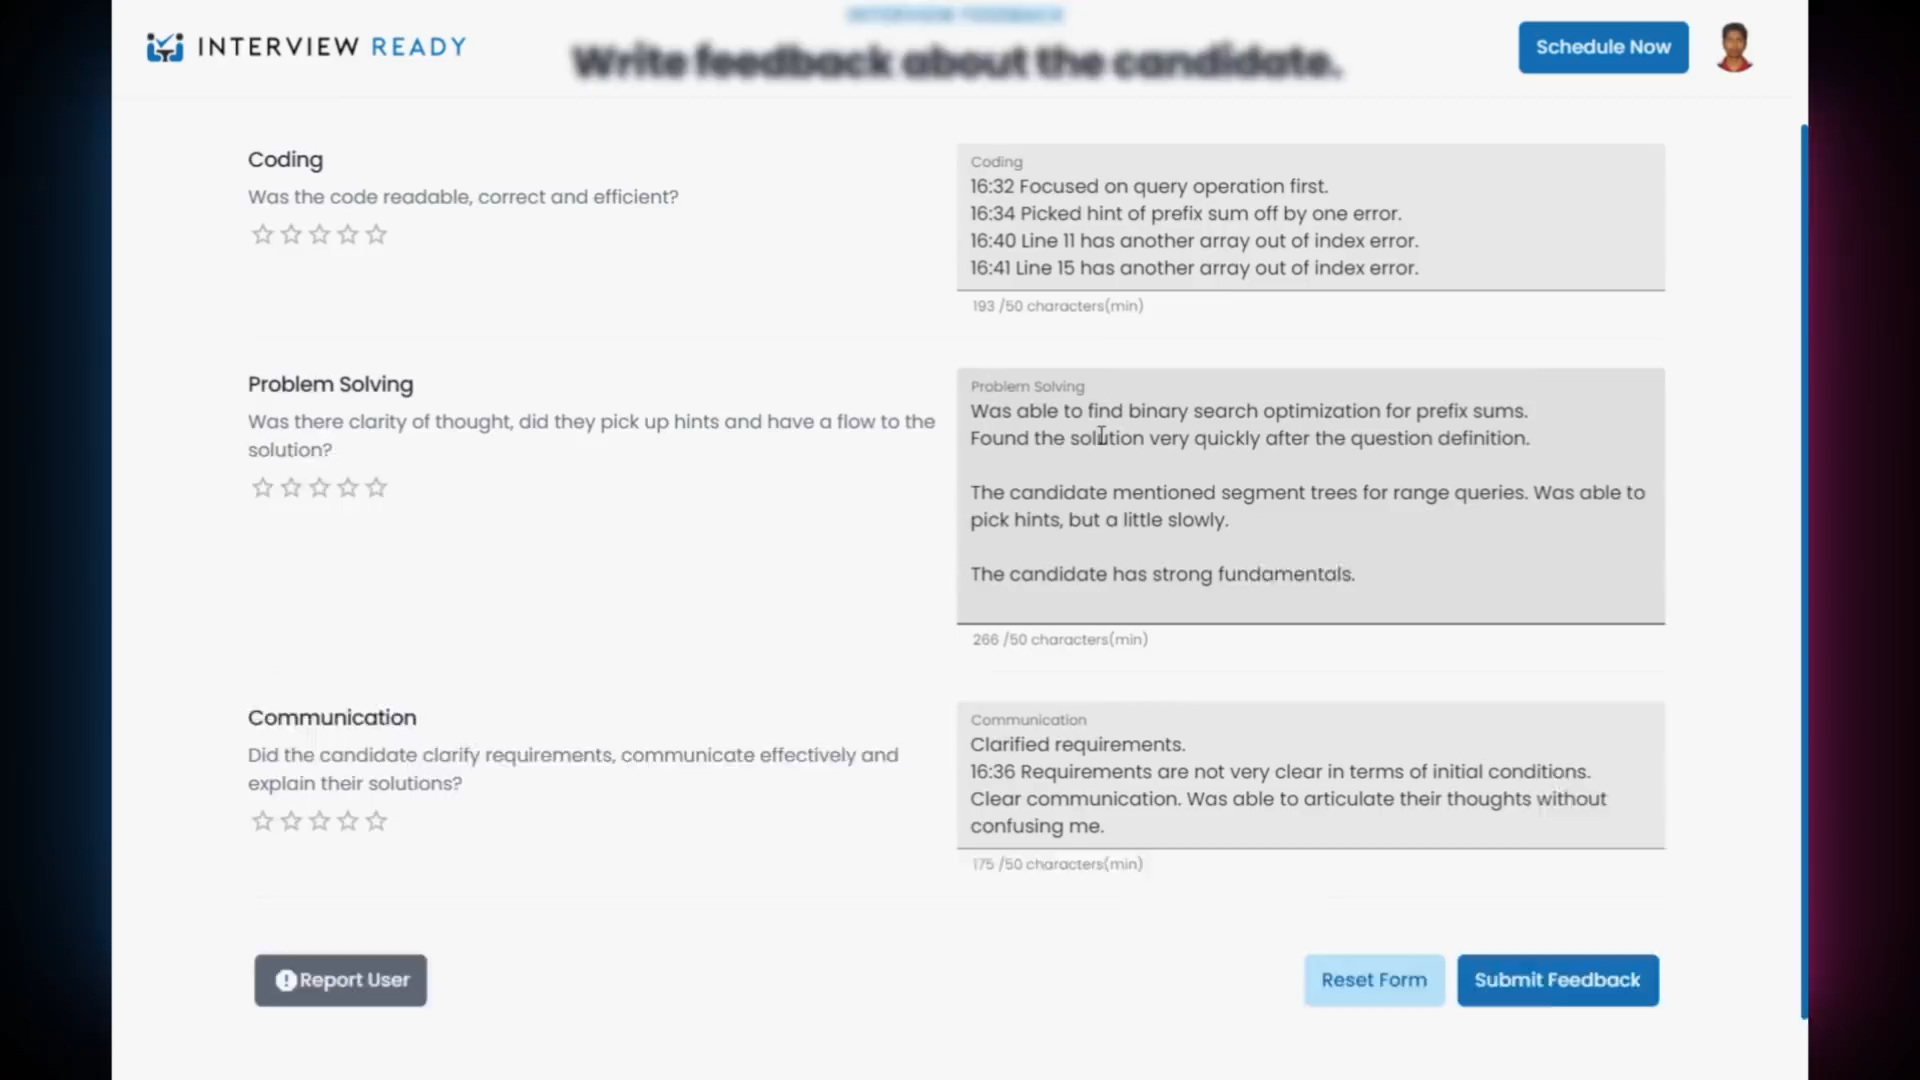 INTERVIEW FEEDBACK
Write feedback about the candidate.
INTERVIEW READY
Schedule Now
Coding
Was the code readable, correct and efficient?
Coding
16:32 Focused on query operation first.
16:34 Picked hint of prefix sum off by one error.
16:40 Line 11 has another array out of index error.
16:41 Line 15 has another array out of index error.
193 /50 characters(min)
Problem Solving
Was there clarity of thought, did they pick up hints and have a flow to the
solution?
Problem Solving
Was able to find binary search optimization for prefix sums.
Found the solution very quickly after the question definition.
The candidate mentioned segment trees for range queries. Was able to
pick hints, but a little slowly.
The candidate has strong fundamentals.
266 /50 characters(min)
Communication
Did the candidate clarify requirements, communicate effectively and
explain their solutions?
Communication
Clarified requirements.
16:36 Requirements are not very clear in terms of initial conditions.
Clear communication. Was able to articulate their thoughts without
confusing me.
175 /50 characters(min)
Report User
Reset Form
Submit Feedback